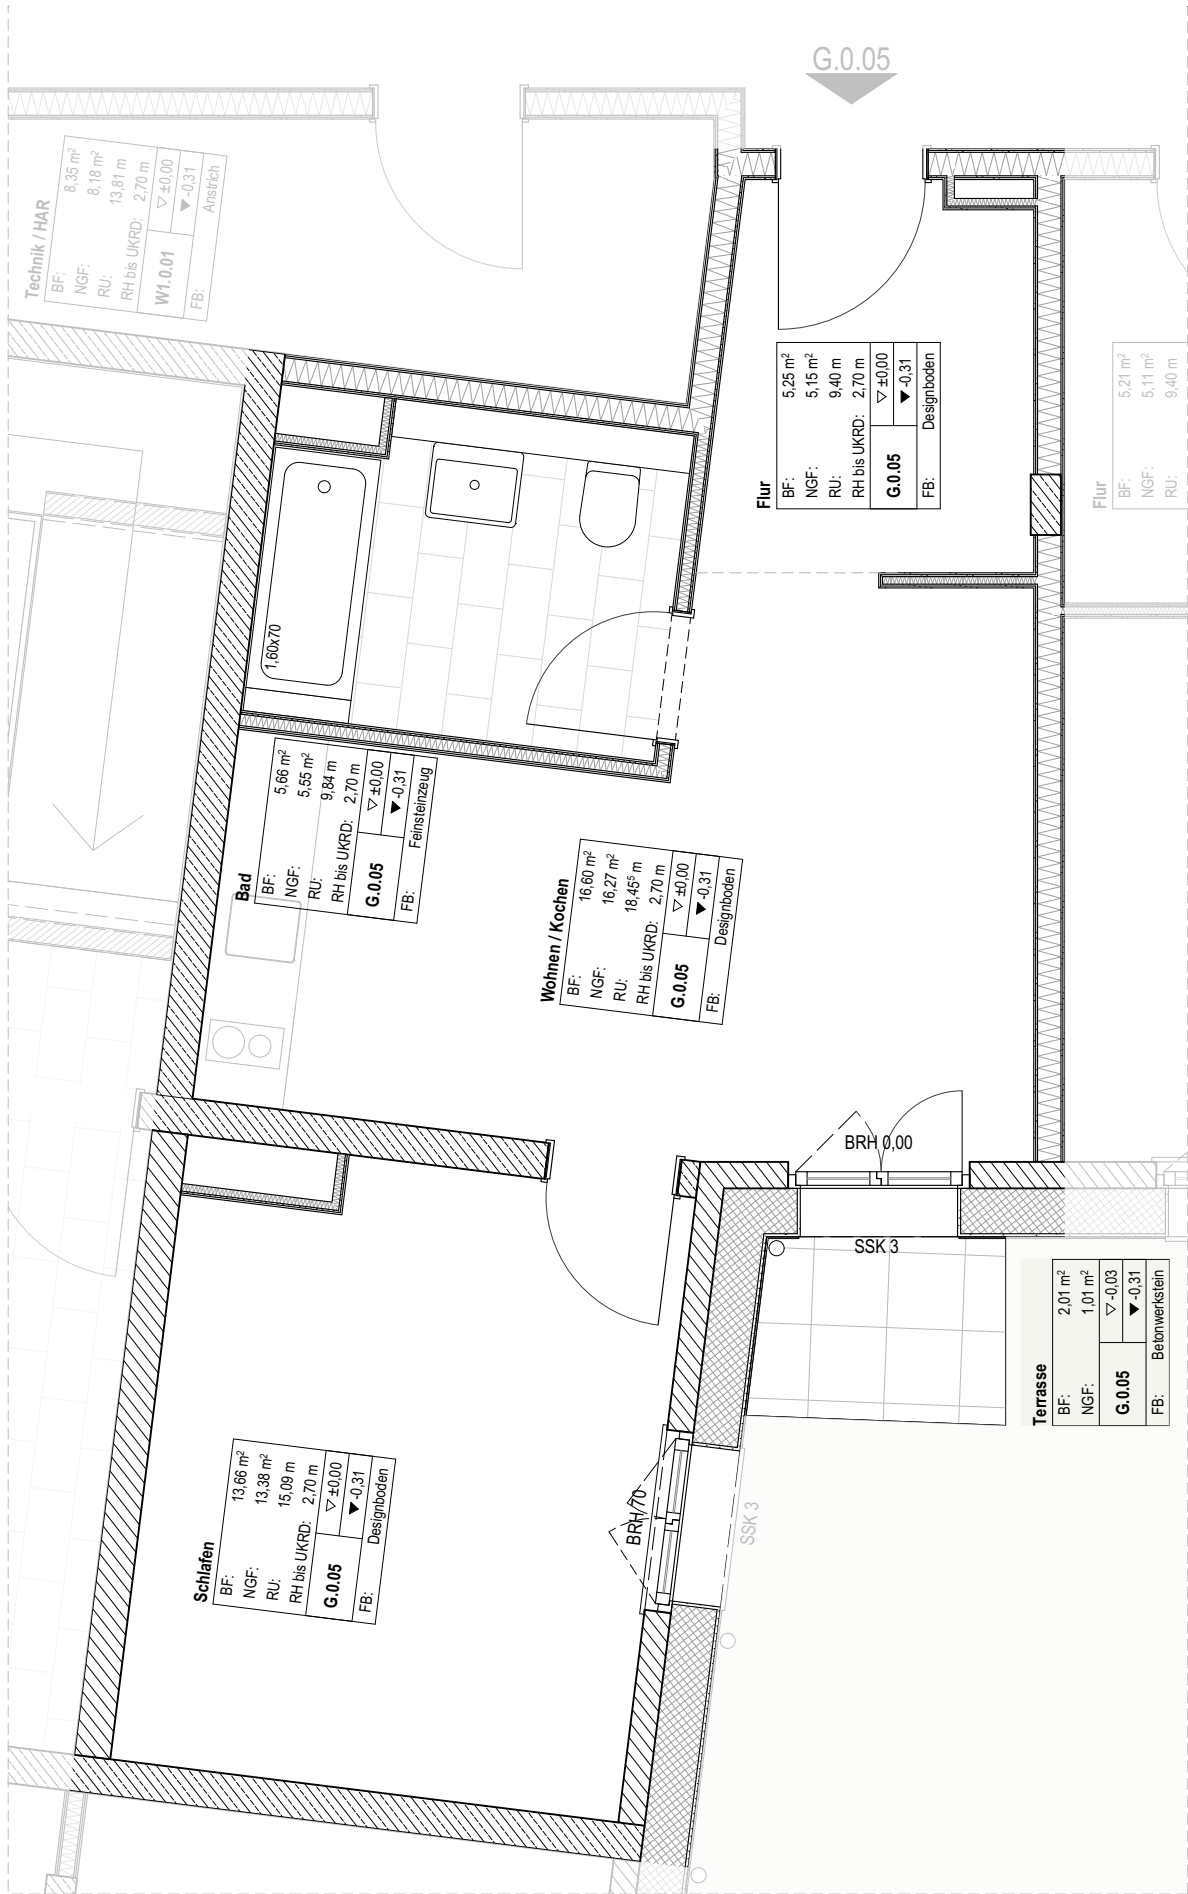 G.0.05
Technik / HAR
BF: 8,35 m²
NGF: 8,18 m²
RU: 13,81 m
RH bis UKRD: 2,70 m
W1.0.01 ▽ ±0,00
▼ -0,31
FB: Anstrich
Flur
BF: 5,25 m²
NGF: 5,15 m²
RU: 9,40 m
RH bis UKRD: 2,70 m
G.0.05 ▽ ±0,00
▼ -0,31
FB: Designboden
Flur
BF: 5,21 m²
NGF: 5,11 m²
RU: 9,40 m
1,60x70
Bad
BF: 5,66 m²
NGF: 5,55 m²
RU: 9,84 m
RH bis UKRD: 2,70 m
G.0.05 ▽ ±0,00
▼ -0,31
FB: Feinsteinzeug
Wohnen / Kochen
BF: 16,60 m²
NGF: 16,27 m²
RU: 18,45⁵ m
RH bis UKRD: 2,70 m
G.0.05 ▽ ±0,00
▼ -0,31
FB: Designboden
BRH 0,00
SSK 3
Terrasse
BF: 2,01 m²
NGF: 1,01 m²
G.0.05 ▽ -0,03
▼ -0,31
FB: Betonwerkstein
Schlafen
BF: 13,66 m²
NGF: 13,38 m²
RU: 15,09 m
RH bis UKRD: 2,70 m
G.0.05 ▽ ±0,00
▼ -0,31
FB: Designboden
BRH 70
SSK 3